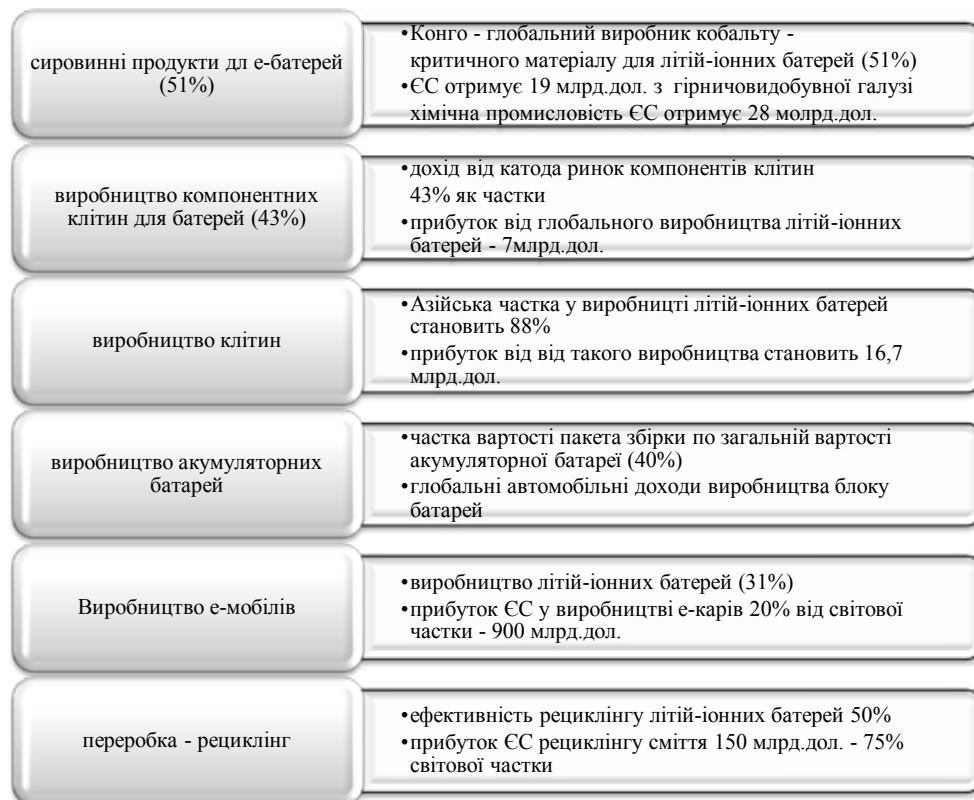 сировинні продукти дл е-батерей
(51%)
•Конго - глобальний виробник кобальту -
критичного матеріалу для літій-іонних батерей (51%)
•ЄС отримує 19 млрд.дол. з гірничовидобувної галузі
хімічна промисловість ЄС отримує 28 молрд.дол.
виробництво компонентних
клітин для батерей (43%)
•дохід від катода ринок компонентів клітин
43% як частки
•прибуток від глобального виробництва літій-іонних
батерей - 7млрд.дол.
виробництво клітин
•Азійська частка у виробниці літій-іонних батерей
становить 88%
•прибуток від від такого виробництва становить 16,7
млрд.дол.
виробництво акумуляторних
батарей
•частка вартості пакета збірки по загальній вартості
акумуляторної батареї (40%)
•глобальні автомобільні доходи виробництва блоку
батарей
Виробництво е-мобілів
•виробництво літій-іонних батерей (31%)
•прибуток ЄС у виробництві е-карів 20% від світової
частки - 900 млрд.дол.
переробка - рециклінг
•ефективність рециклінгу літій-іонних батерей 50%
•прибуток ЄС рециклінгу сміття 150 млрд.дол. - 75%
світової частки